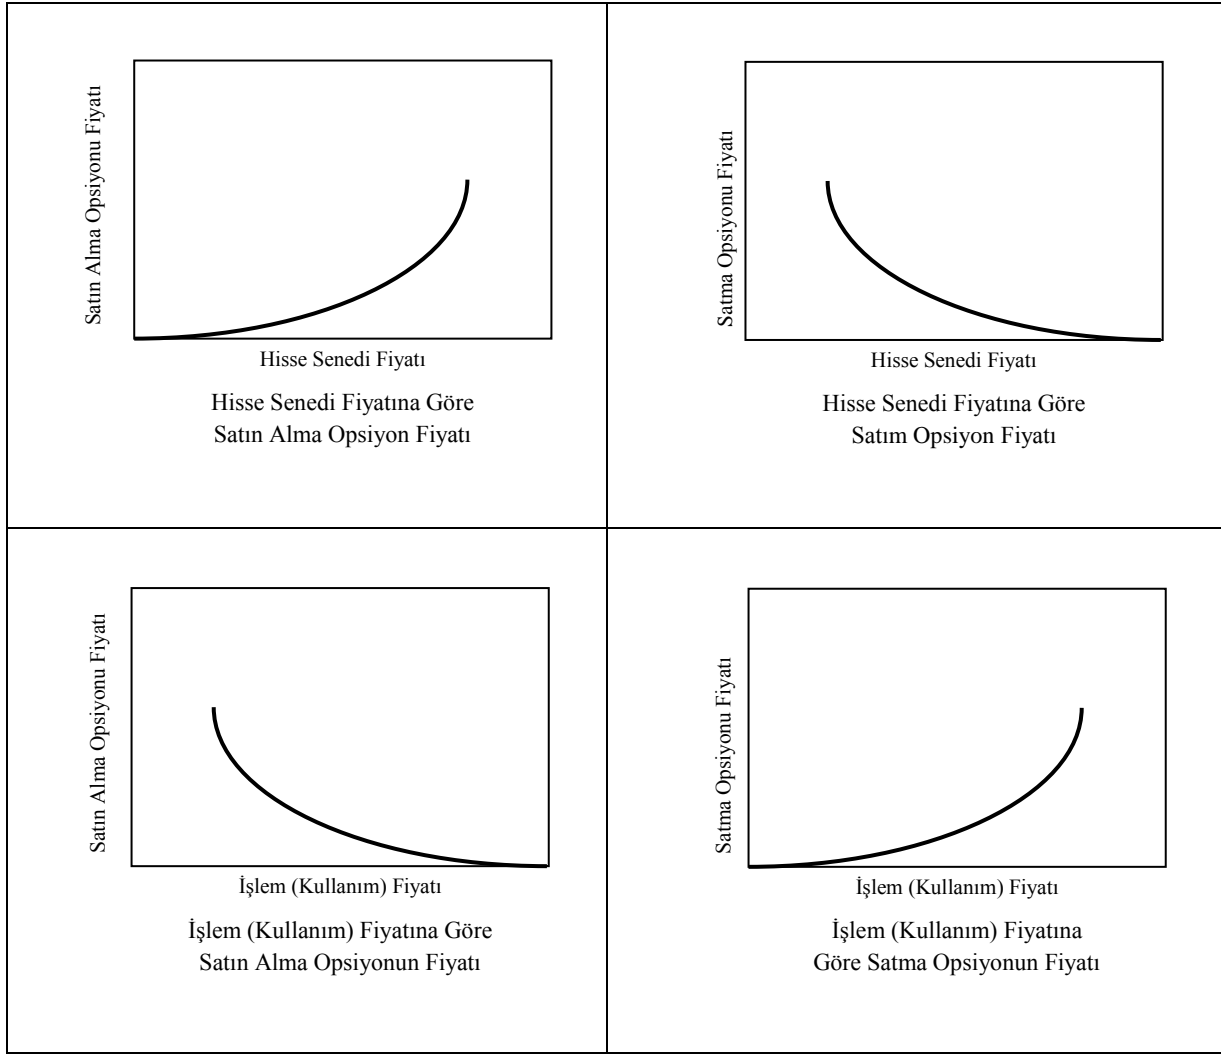 Satın Alma Opsiyonu Fiyatı
Hisse Senedi Fiyatı
Hisse Senedi Fiyatına Göre
Satın Alma Opsiyon Fiyatı
Satma Opsiyonu Fiyatı
Hisse Senedi Fiyatı
Hisse Senedi Fiyatına Göre
Satım Opsiyon Fiyatı
Satın Alma Opsiyonu Fiyatı
İşlem (Kullanım) Fiyatı
İşlem (Kullanım) Fiyatına Göre
Satın Alma Opsiyonun Fiyatı
Satma Opsiyonu Fiyatı
İşlem (Kullanım) Fiyatı
İşlem (Kullanım) Fiyatına
Göre Satma Opsiyonun Fiyatı